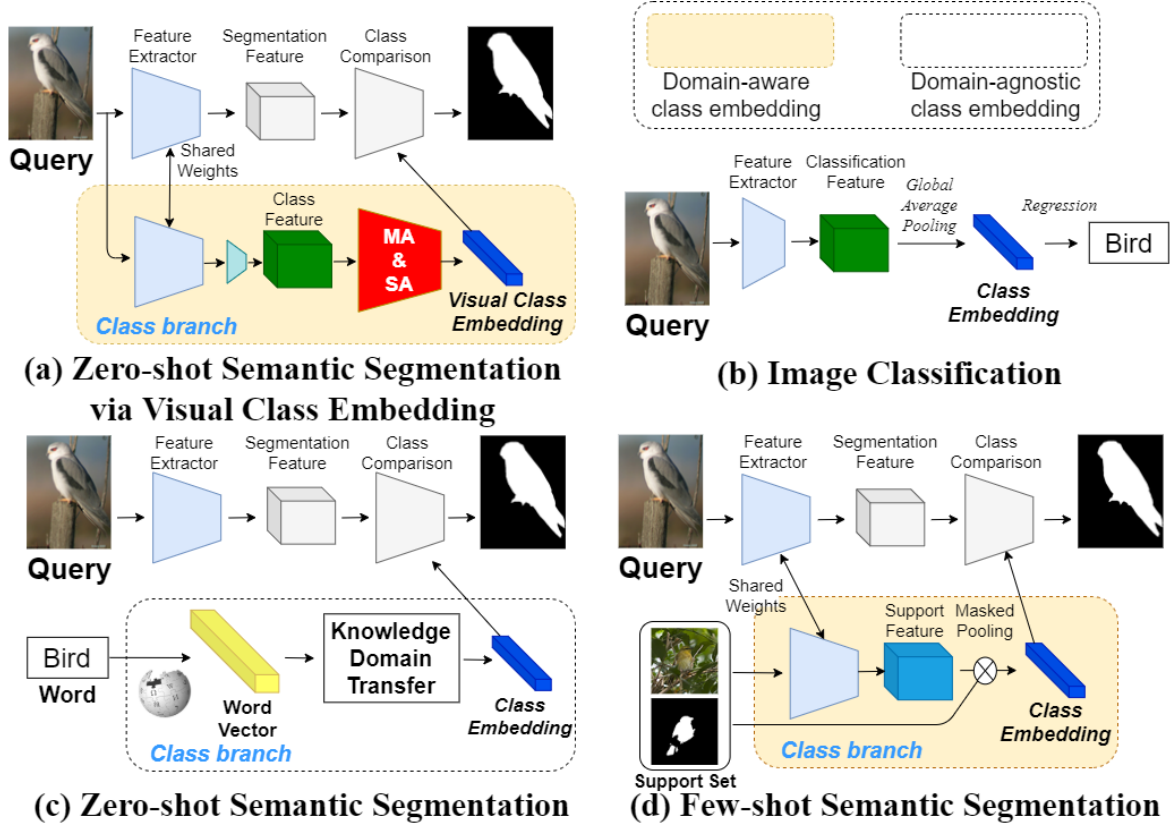 Feature
Extractor
Segmentation
Feature
Class
Comparison
Query
Shared
Weights
Class
Feature
MA
&
SA
Visual Class
Embedding
Class branch
(a) Zero-shot Semantic Segmentation
via Visual Class Embedding
Domain-aware
class embedding
Domain-agnostic
class embedding
Feature
Extractor
Classification
Feature
Global
Average
Pooling
Regression
Bird
Class
Embedding
Query
(b) Image Classification
Feature
Extractor
Segmentation
Feature
Class
Comparison
Query
Bird
Word
Word
Vector
Knowledge
Domain
Transfer
Class
Embedding
Class branch
(c) Zero-shot Semantic Segmentation
Feature
Extractor
Segmentation
Feature
Class
Comparison
Query
Shared
Weights
Support
Feature
Masked
Pooling
Class
Embedding
Class branch
Support Set
(d) Few-shot Semantic Segmentation